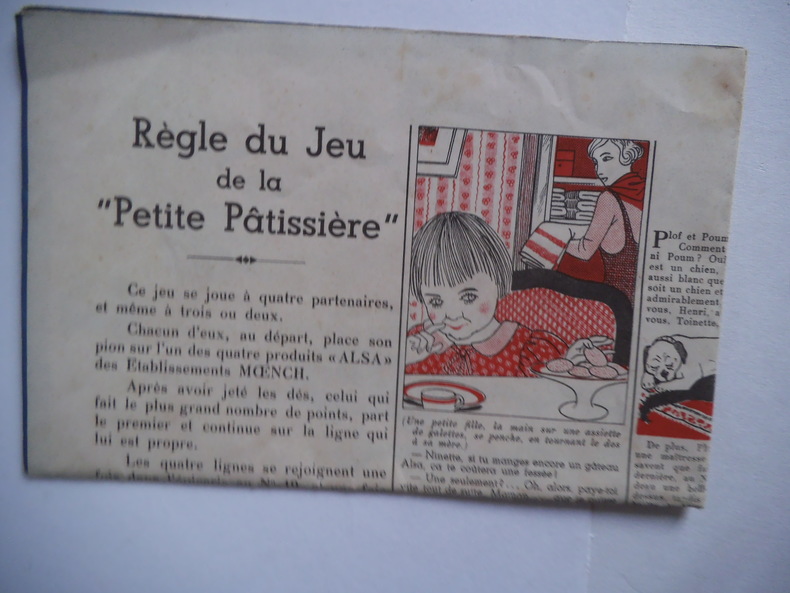 Règle du Jeu
de la
"Petite Pâtissière"
Ce jeu se joue à quatre partenaires,
et même à trois ou deux.
Chacun d'eux, au départ, place son
pion sur l'un des quatre produits « ALSA »
des Établissements MŒNCH.
Après avoir jeté les dés, celui qui
fait le plus grand nombre de points, part
le premier et continue sur la ligne qui
lui est propre.
Les quatre lignes se rejoignent une
(Une petite fille, la main sur une assiette
de galettes, se penche, en tournant le dos
à sa mère.)
— Ninette, si tu manges encore un gâteau
Alsa, ça te coûtera une fessée !
— Une seulement ?... Oh, alors, paye-toi
Plof et Poum
Comment
ai Poum ? Oui
est un chien,
aussi blanc que
soit un chien et
admirablement
vous, Henri, a
vous, Toinette,
De plus, Pl
une maîtresse
savent que
dernière, au N
deux une bell